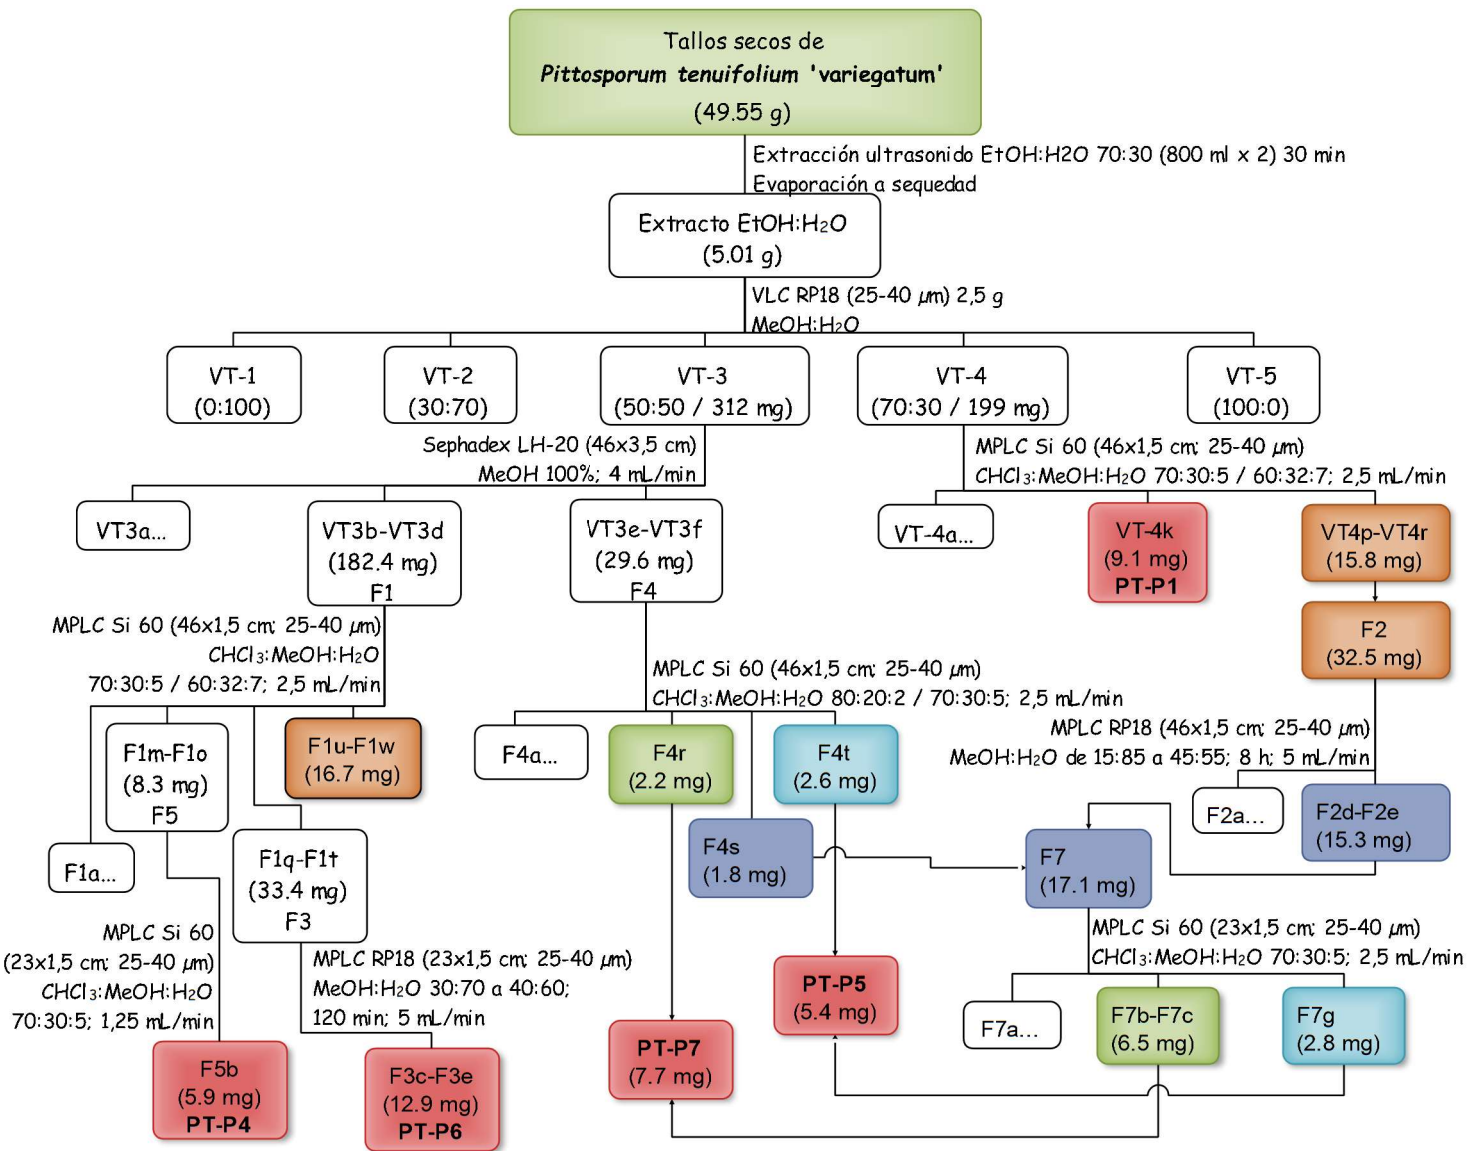 Tallos secos de
Pittosporum tenuifolium 'variegatum'
(49.55 g)
Extracción ultrasonido EtOH:H2O 70:30 (800 ml x 2) 30 min
Evaporación a sequedad
Extracto EtOH:H₂O
(5.01 g)
VLC RP18 (25-40 µm) 2,5 g
MeOH:H₂O
VT-1
(0:100)
VT-2
(30:70)
VT-3
(50:50 / 312 mg)
VT-4
(70:30 / 199 mg)
VT-5
(100:0)
Sephadex LH-20 (46x3,5 cm)
MeOH 100%; 4 mL/min
MPLC Si 60 (46x1,5 cm; 25-40 µm)
CHCl₃:MeOH:H₂O 70:30:5 / 60:32:7; 2,5 mL/min
VT3a...
VT3b-VT3d
(182.4 mg)
F1
VT3e-VT3f
(29.6 mg)
F4
VT-4a...
VT-4k
(9.1 mg)
PT-P1
VT4p-VT4r
(15.8 mg)
F2
(32.5 mg)
MPLC Si 60 (46x1,5 cm; 25-40 µm)
CHCl₃:MeOH:H₂O
70:30:5 / 60:32:7; 2,5 mL/min
MPLC Si 60 (46x1,5 cm; 25-40 µm)
CHCl₃:MeOH:H₂O 80:20:2 / 70:30:5; 2,5 mL/min
MPLC RP18 (46x1,5 cm; 25-40 µm)
MeOH:H₂O de 15:85 a 45:55; 8 h; 5 mL/min
F1a...
F1m-F1o
(8.3 mg)
F5
F1q-F1t
(33.4 mg)
F3
F1u-F1w
(16.7 mg)
F4a...
F4r
(2.2 mg)
F4s
(1.8 mg)
F4t
(2.6 mg)
F2a...
F2d-F2e
(15.3 mg)
F7
(17.1 mg)
MPLC Si 60
(23x1,5 cm; 25-40 µm)
CHCl₃:MeOH:H₂O
70:30:5; 1,25 mL/min
MPLC RP18 (23x1,5 cm; 25-40 µm)
MeOH:H₂O 30:70 a 40:60;
120 min; 5 mL/min
MPLC Si 60 (23x1,5 cm; 25-40 µm)
CHCl₃:MeOH:H₂O 70:30:5; 2,5 mL/min
F5b
(5.9 mg)
PT-P4
F3c-F3e
(12.9 mg)
PT-P6
PT-P7
(7.7 mg)
PT-P5
(5.4 mg)
F7a...
F7b-F7c
(6.5 mg)
F7g
(2.8 mg)